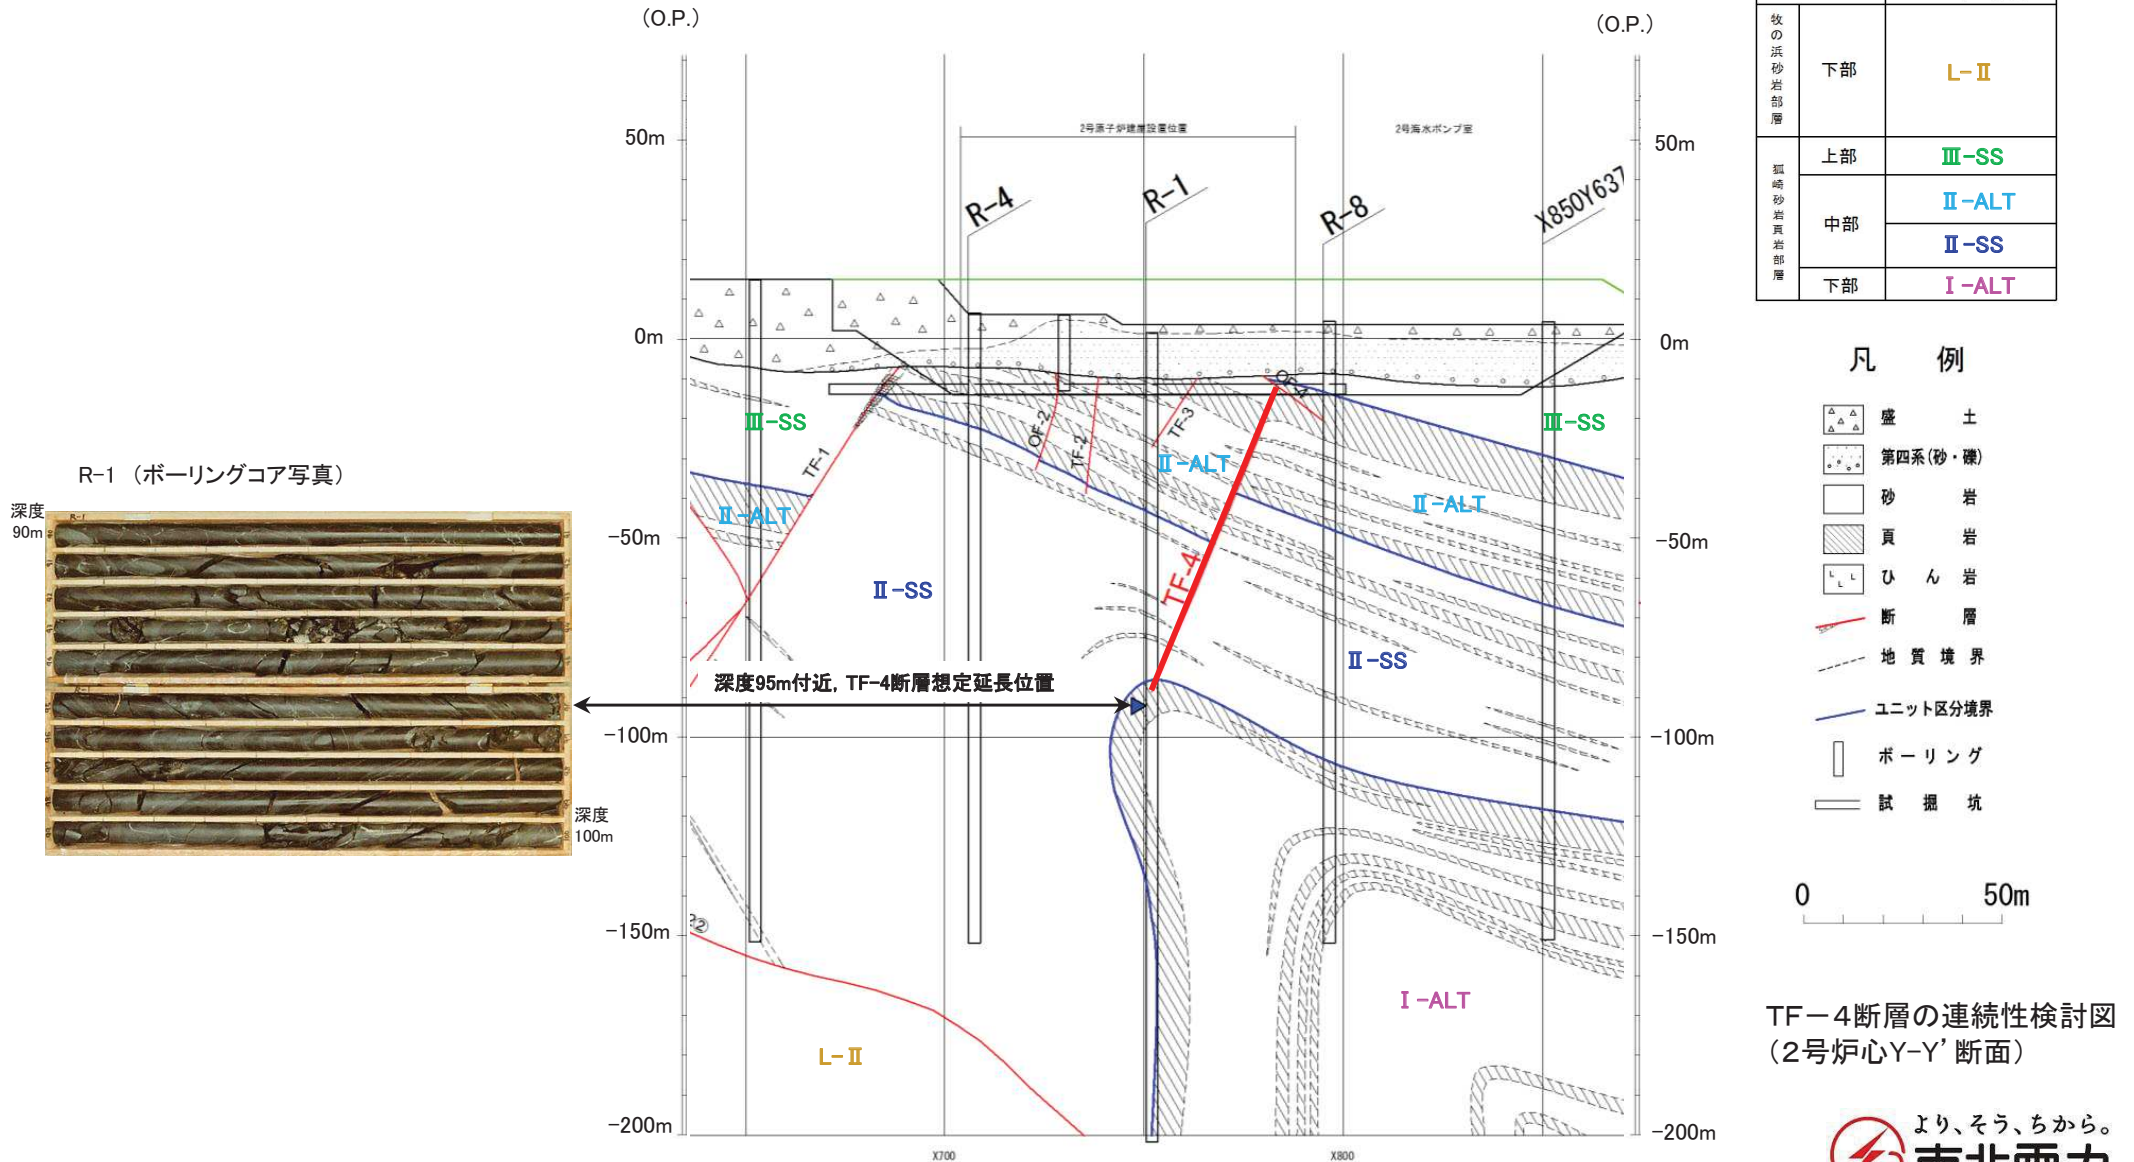 (O.P.)
(O.P.)
牧の浜砂岩部層
下部
L-Ⅱ
狐崎砂岩頁岩部層
上部
Ⅲ-SS
中部
Ⅱ-ALT
Ⅱ-SS
下部
Ⅰ-ALT
50m
50m
2号原子炉建屋設置位置
2号海水ポンプ室
R-4
R-1
R-8
X850Y637
0m
0m
Ⅲ-SS
TF-1
OF-2
TF-2
TF-3
OF-4
Ⅱ-ALT
Ⅲ-SS
Ⅱ-ALT
Ⅱ-ALT
-50m
-50m
TF-4
Ⅱ-SS
Ⅱ-SS
R-1 (ボーリングコア写真)
深度
90m
R-1
R-1
深度
100m
深度95m付近, TF-4断層想定延長位置
-100m
-100m
-150m
-150m
Ⅰ-ALT
L-Ⅱ
-200m
-200m
X700
X800
凡 例
盛 土
第四系(砂・礫)
砂 岩
頁 岩
ひ ん 岩
断 層
地 質 境 界
ユニット区分境界
ボ ー リ ン グ
試 掘 坑
0 50m
TF-4断層の連続性検討図
(2号炉心Y-Y’断面)
より、そう、ちから。
東北電力